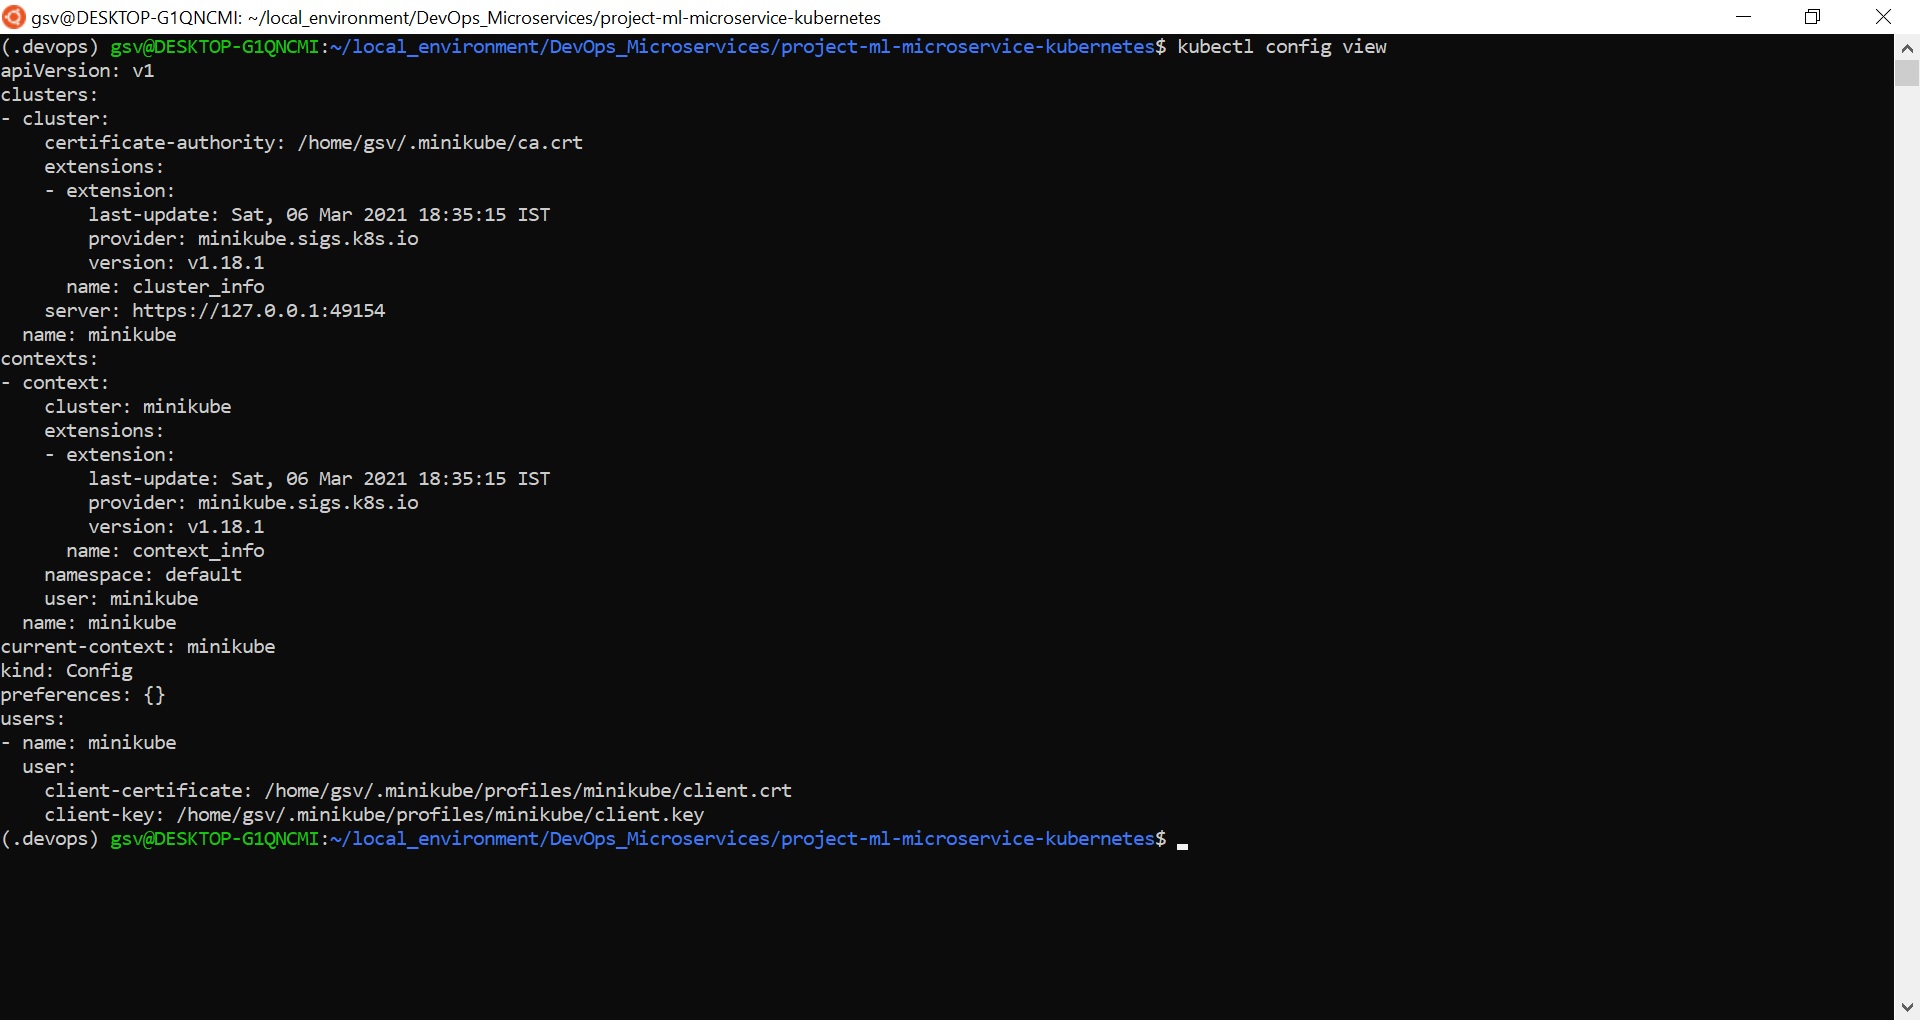 gsv@DESKTOP-G1QNCMI: ~/local_environment/DevOps_Microservices/project-ml-microservice-kubernetes
(.devops) gsv@DESKTOP-G1QNCMI:~/local_environment/DevOps_Microservices/project-ml-microservice-kubernetes$ kubectl config view
apiVersion: v1
clusters:
- cluster:
    certificate-authority: /home/gsv/.minikube/ca.crt
    extensions:
    - extension:
        last-update: Sat, 06 Mar 2021 18:35:15 IST
        provider: minikube.sigs.k8s.io
        version: v1.18.1
      name: cluster_info
    server: https://127.0.0.1:49154
  name: minikube
contexts:
- context:
    cluster: minikube
    extensions:
    - extension:
        last-update: Sat, 06 Mar 2021 18:35:15 IST
        provider: minikube.sigs.k8s.io
        version: v1.18.1
      name: context_info
    namespace: default
    user: minikube
  name: minikube
current-context: minikube
kind: Config
preferences: {}
users:
- name: minikube
  user:
    client-certificate: /home/gsv/.minikube/profiles/minikube/client.crt
    client-key: /home/gsv/.minikube/profiles/minikube/client.key
(.devops) gsv@DESKTOP-G1QNCMI:~/local_environment/DevOps_Microservices/project-ml-microservice-kubernetes$